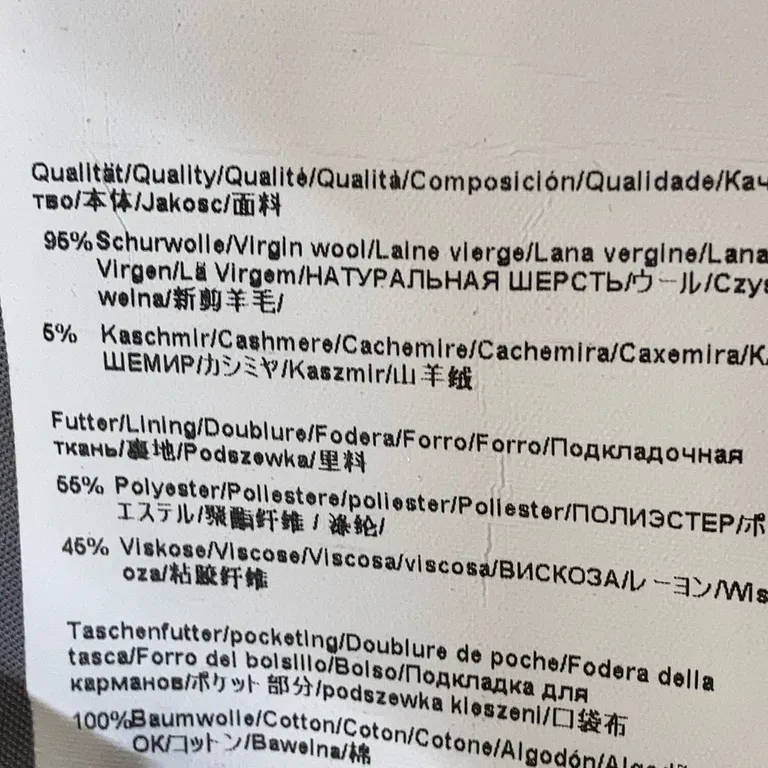 Qualität/Quality/Qualité/Qualità/Composición/Qualidade/Кач
тво/本体/Jakosc/面料
95% Schurwolle/Virgin wool/Laine vierge/Lana vergine/Lana
Virgen/Lã Virgem/НАТУРАЛЬНАЯ ШЕРСТЬ/ウール/Czys
welna/新剪羊毛/
5% Kaschmir/Cashmere/Cachemire/Cachemira/Caxemira/КА
ШЕМИР/カシミヤ/Kaszmir/山羊绒
Futter/Lining/Doublure/Fodera/Forro/Forro/Подкладочная
ткань/裏地/Podszewka/里料
55% Polyester/Poliestere/poliester/Poliester/ПОЛИЭСТЕР/ポ
エステル/聚酯纤维 / 涤纶/
45% Viskose/Viscose/Viscosa/viscosa/ВИСКОЗА/レーヨン/Wis
oza/粘胶纤维
Taschenfutter/pocketing/Doublure de poche/Fodera della
tasca/Forro del bolsillo/Bolso/Подкладка для
карманов/ポケット部分/podszewka kieszeni/口袋布
100% Baumwolle/Cotton/Coton/Cotone/Algodón/Algod
ОК/コットン/Bawelna/棉